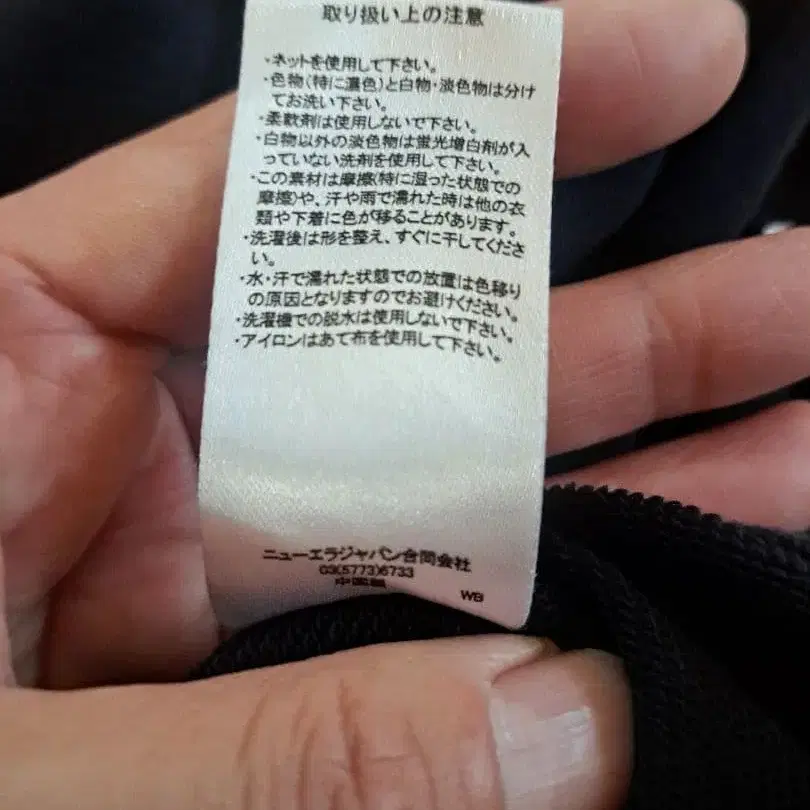 取り扱い上の注意
・ネットを使用して下さい。
・色物(特に濃色)と白物・淡色物は分け
てお洗い下さい。
・柔軟剤は使用しないで下さい。
・白物以外の淡色物は蛍光増白剤が入
っていない洗剤を使用して下さい。
・この素材は摩擦(特に湿った状態での
摩擦)や、汗や雨で濡れた時は他の衣
類や下着に色が移ることがあります。
・洗濯後は形を整え、すぐに干してくださ
い。
・水・汗で濡れた状態での放置は色移り
の原因となりますのでお避けください。
・洗濯機での脱水は使用しないで下さい。
・アイロンはあて布を使用して下さい。
ニューエラジャパン合同会社
03(5773)6733
中国製
WB